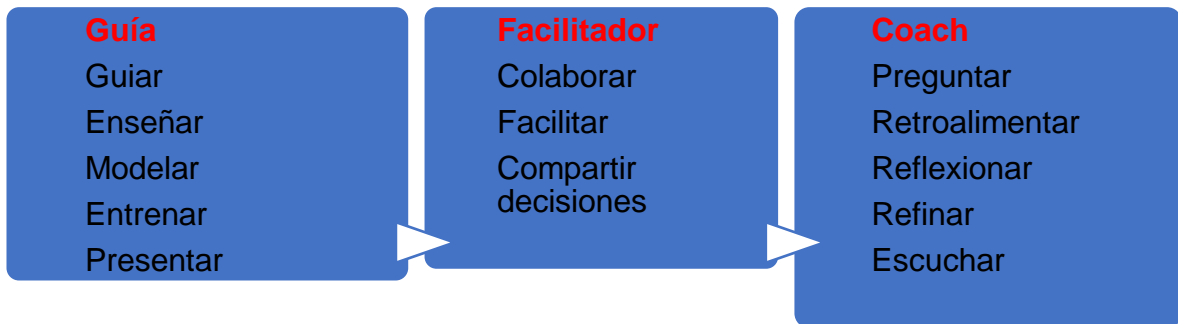 Guía
Guiar
Enseñar
Modelar
Entrenar
Presentar
Facilitador
Colaborar
Facilitar
Compartir
decisiones
Coach
Preguntar
Retroalimentar
Reflexionar
Refinar
Escuchar